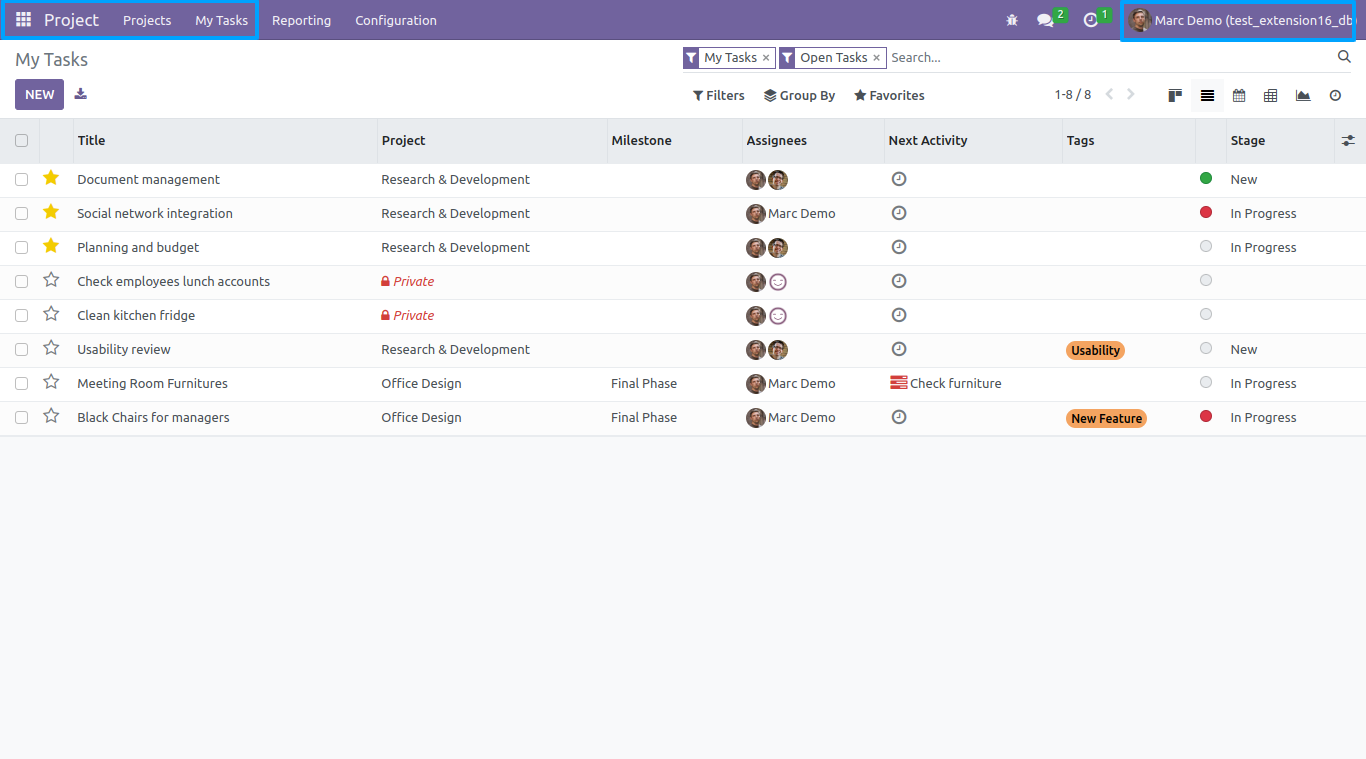 Project Projects My Tasks Reporting Configuration 2 1 Marc Demo (test_extension16_db)
My Tasks My Tasks × Open Tasks × Search...
NEW Filters Group By Favorites 1-8 / 8
Title Project Milestone Assignees Next Activity Tags Stage
Document management Research & Development New
Social network integration Research & Development Marc Demo In Progress
Planning and budget Research & Development In Progress
Check employees lunch accounts Private
Clean kitchen fridge Private
Usability review Research & Development Usability New
Meeting Room Furnitures Office Design Final Phase Marc Demo Check furniture In Progress
Black Chairs for managers Office Design Final Phase Marc Demo New Feature In Progress